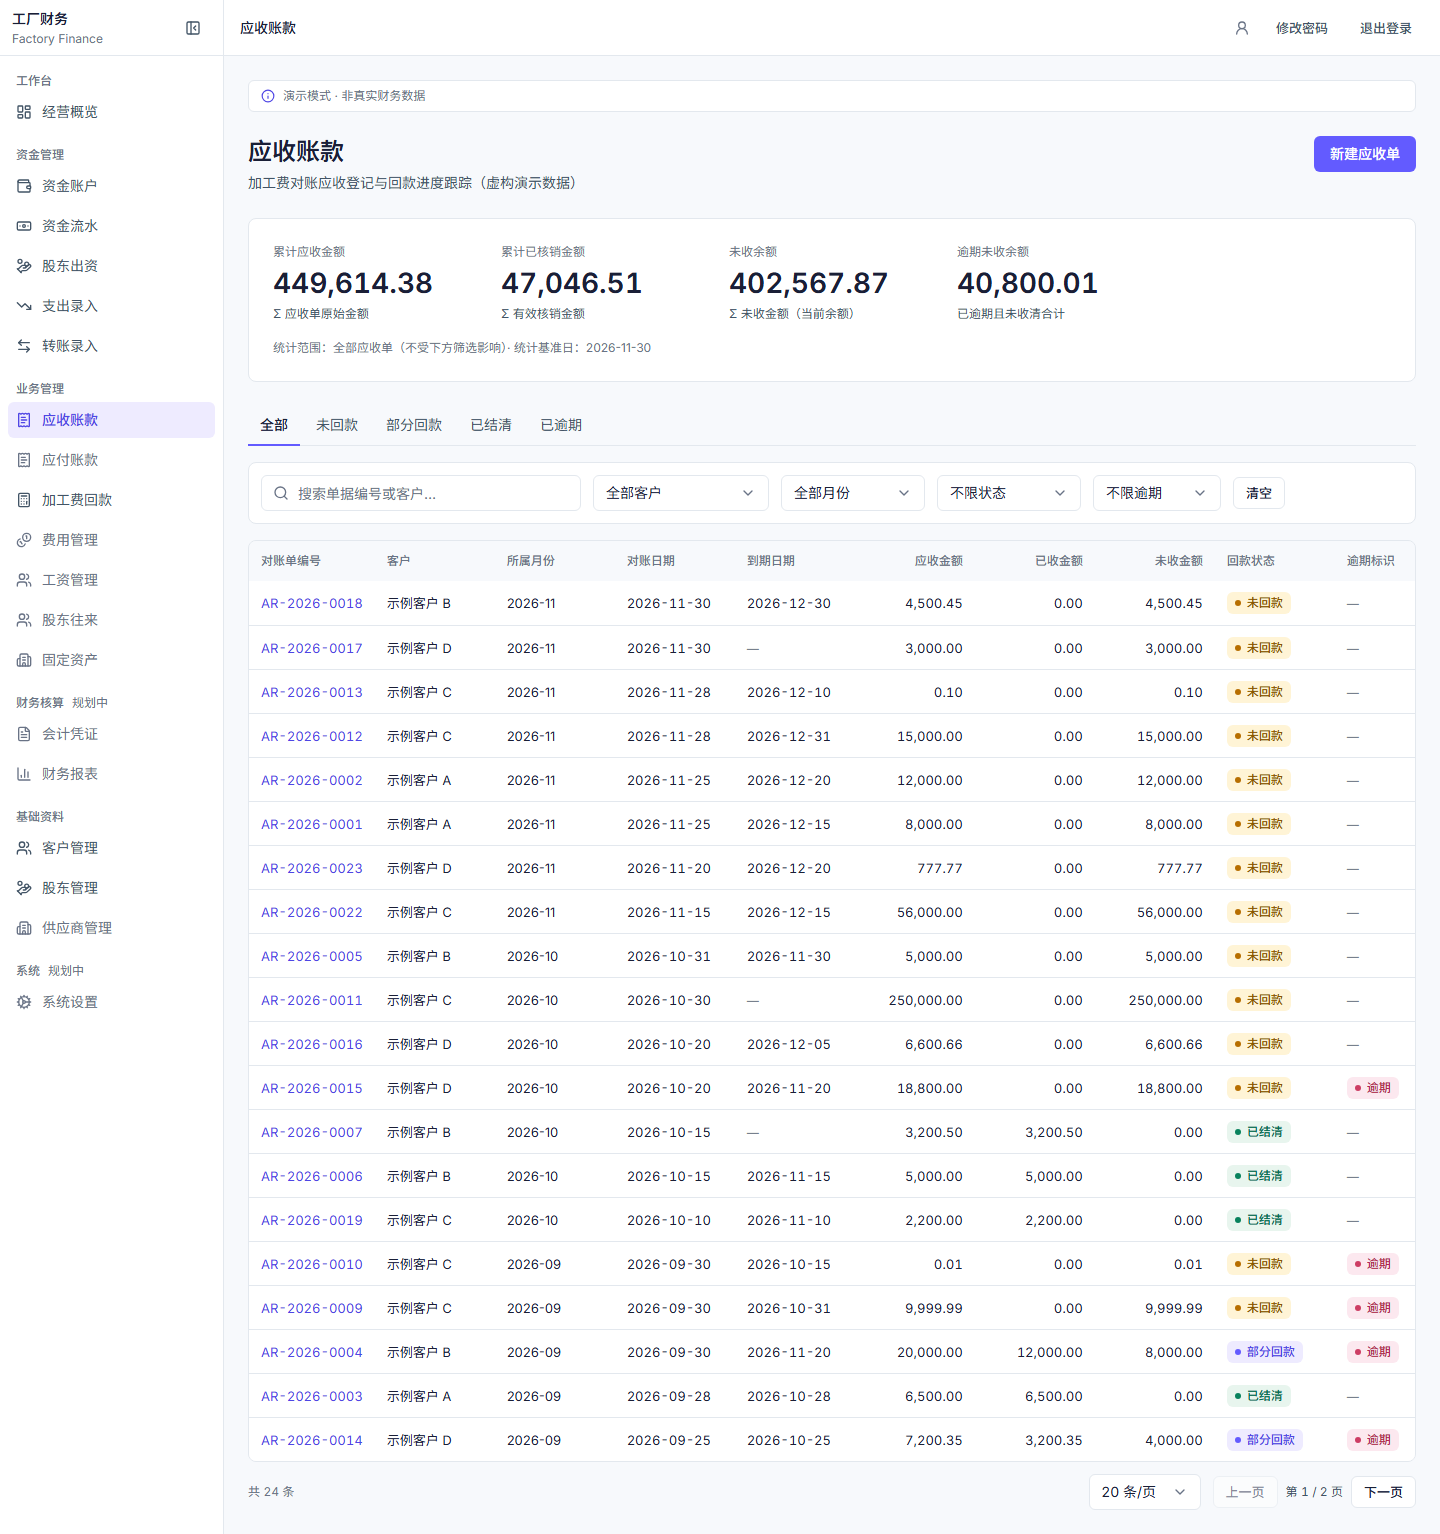 工厂财务
Factory Finance
工作台
经营概览
资金管理
资金账户
资金流水
股东出资
支出录入
转账录入
业务管理
应收账款
应付账款
加工费回款
费用管理
工资管理
股东往来
固定资产
财务核算 规划中
会计凭证
财务报表
基础资料
客户管理
股东管理
供应商管理
系统 规划中
系统设置
应收账款
修改密码 退出登录
演示模式 · 非真实财务数据
应收账款
新建应收单
加工费对账应收登记与回款进度跟踪（虚构演示数据）
累计应收金额 累计已核销金额 未收余额 逾期未收余额
449,614.38 47,046.51 402,567.87 40,800.01
Σ 应收单原始金额 Σ 有效核销金额 Σ 未收金额（当前余额） 已逾期且未收清合计
统计范围：全部应收单（不受下方筛选影响）· 统计基准日：2026-11-30
全部 未回款 部分回款 已结清 已逾期
搜索单据编号或客户... 全部客户 全部月份 不限状态 不限逾期 清空
对账单编号 客户 所属月份 对账日期 到期日期 应收金额 已收金额 未收金额 回款状态 逾期标识
AR-2026-0018 示例客户 B 2026-11 2026-11-30 2026-12-30 4,500.45 0.00 4,500.45 未回款 —
AR-2026-0017 示例客户 D 2026-11 2026-11-30 — 3,000.00 0.00 3,000.00 未回款 —
AR-2026-0013 示例客户 C 2026-11 2026-11-28 2026-12-10 0.10 0.00 0.10 未回款 —
AR-2026-0012 示例客户 C 2026-11 2026-11-28 2026-12-31 15,000.00 0.00 15,000.00 未回款 —
AR-2026-0002 示例客户 A 2026-11 2026-11-25 2026-12-20 12,000.00 0.00 12,000.00 未回款 —
AR-2026-0001 示例客户 A 2026-11 2026-11-25 2026-12-15 8,000.00 0.00 8,000.00 未回款 —
AR-2026-0023 示例客户 D 2026-11 2026-11-20 2026-12-20 777.77 0.00 777.77 未回款 —
AR-2026-0022 示例客户 C 2026-11 2026-11-15 2026-12-15 56,000.00 0.00 56,000.00 未回款 —
AR-2026-0005 示例客户 B 2026-10 2026-10-31 2026-11-30 5,000.00 0.00 5,000.00 未回款 —
AR-2026-0011 示例客户 C 2026-10 2026-10-30 — 250,000.00 0.00 250,000.00 未回款 —
AR-2026-0016 示例客户 D 2026-10 2026-10-20 2026-12-05 6,600.66 0.00 6,600.66 未回款 —
AR-2026-0015 示例客户 D 2026-10 2026-10-20 2026-11-20 18,800.00 0.00 18,800.00 未回款 逾期
AR-2026-0007 示例客户 B 2026-10 2026-10-15 — 3,200.50 3,200.50 0.00 已结清 —
AR-2026-0006 示例客户 B 2026-10 2026-10-15 2026-11-15 5,000.00 5,000.00 0.00 已结清 —
AR-2026-0019 示例客户 C 2026-10 2026-10-10 2026-11-10 2,200.00 2,200.00 0.00 已结清 —
AR-2026-0010 示例客户 C 2026-09 2026-09-30 2026-10-15 0.01 0.00 0.01 未回款 逾期
AR-2026-0009 示例客户 C 2026-09 2026-09-30 2026-10-31 9,999.99 0.00 9,999.99 未回款 逾期
AR-2026-0004 示例客户 B 2026-09 2026-09-30 2026-11-20 20,000.00 12,000.00 8,000.00 部分回款 逾期
AR-2026-0003 示例客户 A 2026-09 2026-09-28 2026-10-28 6,500.00 6,500.00 0.00 已结清 —
AR-2026-0014 示例客户 D 2026-09 2026-09-25 2026-10-25 7,200.35 3,200.35 4,000.00 部分回款 逾期
共 24 条 20 条/页 上一页 第 1 / 2 页 下一页